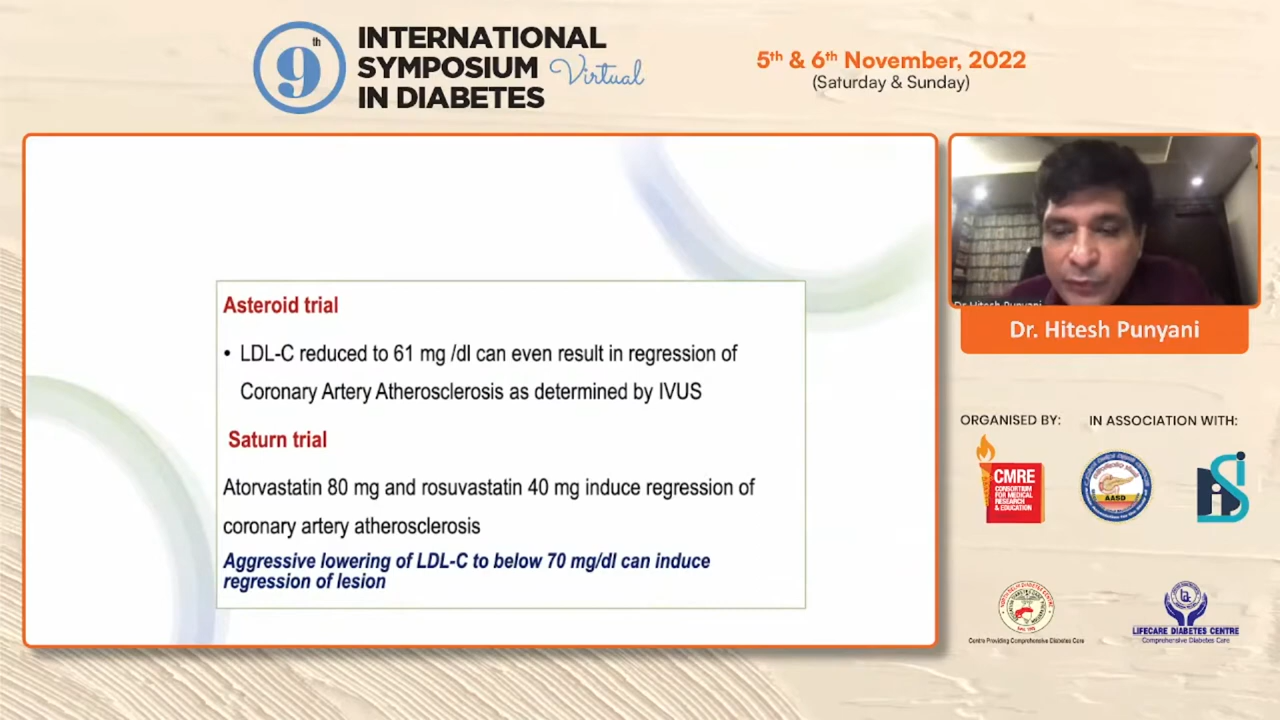 9th
INTERNATIONAL
SYMPOSIUM Virtual
IN DIABETES
5th & 6th November, 2022
(Saturday & Sunday)
Asteroid trial
• LDL-C reduced to 61 mg /dl can even result in regression of
Coronary Artery Atherosclerosis as determined by IVUS
Saturn trial
Atorvastatin 80 mg and rosuvastatin 40 mg induce regression of
coronary artery atherosclerosis
Aggressive lowering of LDL-C to below 70 mg/dl can induce
regression of lesion
Dr. Hitesh Punyani
Dr. Hitesh Punyani
ORGANISED BY:
IN ASSOCIATION WITH:
CMRE
CONSORTIUM
FOR MEDICAL
RESEARCH
& EDUCATION
AASD
Centre Providing Comprehensive Diabetes Care
LIFECARE DIABETES CENTRE
Comprehensive Diabetes Care